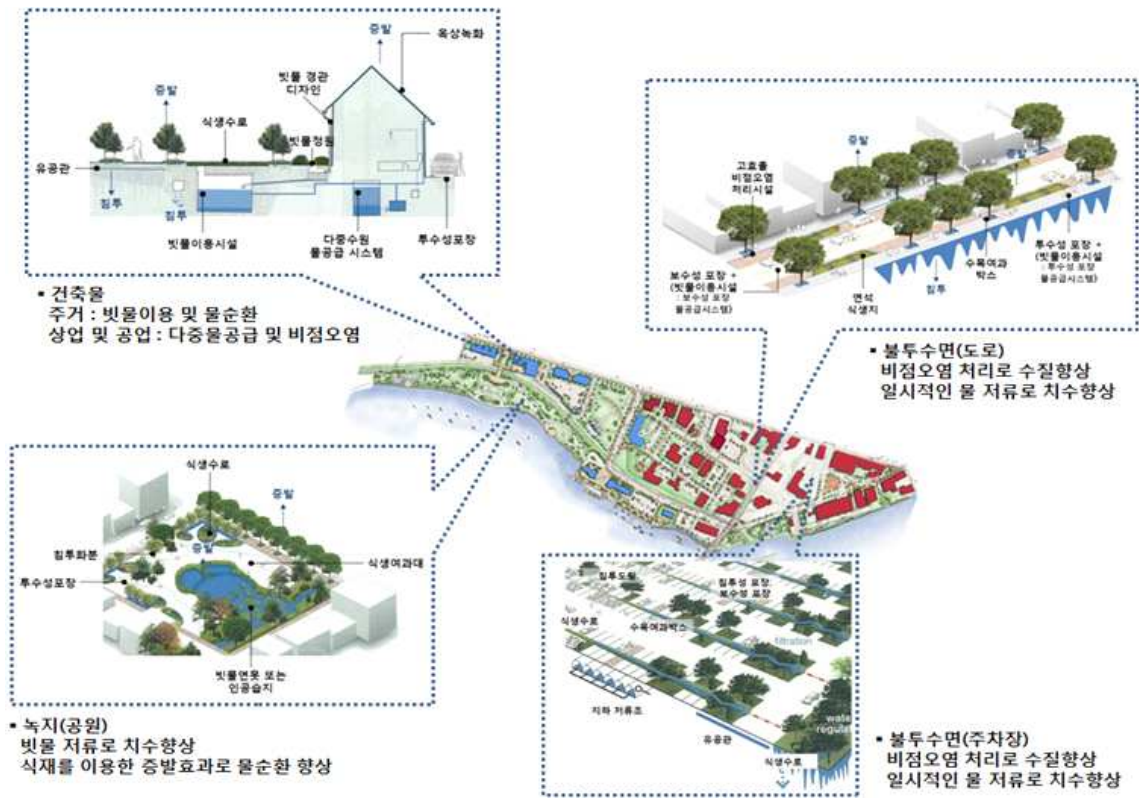 증발
옥상녹화
빗물 경관
디자인
증발
식생수로
빗물정원
유공관
침투
침투
빗물이용시설
다중수원
물공급 시스템
투수성포장
▪ 건축물
주거 : 빗물이용 및 물순환
상업 및 공업 : 다중물공급 및 비점오염
고효율
비점오염
처리시설
증발
증발
보수성 포장 +
(빗물이용시설
: 보수성 포장
물공급시스템)
연석
식생지
침투
수목여과
박스
투수성 포장 +
(빗물이용시설
: 투수성 포장
물공급시스템)
▪ 불투수면(도로)
비점오염 처리로 수질향상
일시적인 물 저류로 치수향상
식생수로
증발
침투화분
증발
투수성포장
식생여과대
빗물연못 또는
인공습지
▪ 녹지(공원)
빗물 저류로 치수향상
식재를 이용한 증발효과로 물순환 향상
침투도랑
침투성 포장
보수성 포장
식생수로
수목여과박스
filtration
지하 저류조
유공관
식생수로
▪ 불투수면(주차장)
비점오염 처리로 수질향상
일시적인 물 저류로 치수향상